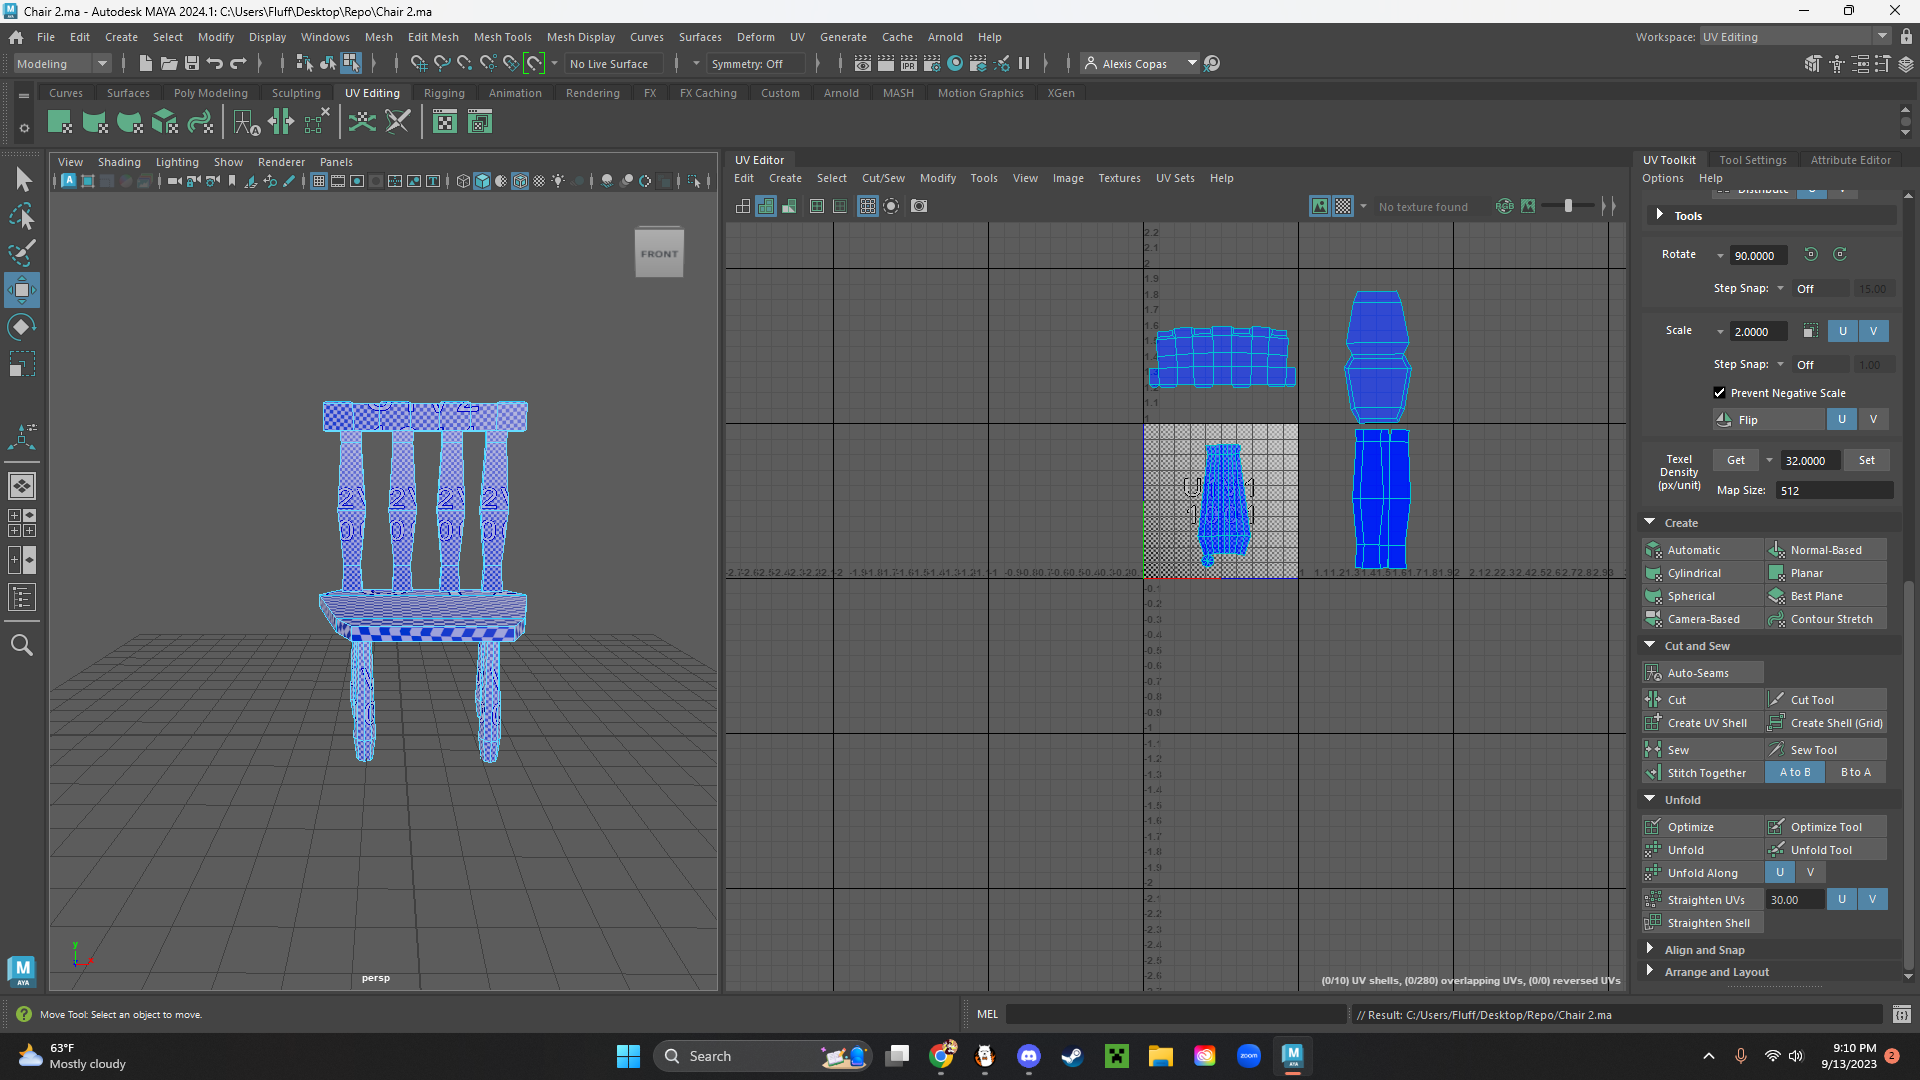 Chair 2.ma - Autodesk MAYA 2024.1: C:\Users\Fluff\Desktop\Repo\Chair 2.ma
File Edit Create Select Modify Display Windows Mesh Edit Mesh Mesh Tools Mesh Display Curves Surfaces Deform UV Generate Cache Arnold Help
Workspace: UV Editing
Modeling
No Live Surface
Symmetry: Off
Alexis Copas
Curves Surfaces Poly Modeling Sculpting UV Editing Rigging Animation Rendering FX FX Caching Custom Arnold MASH Motion Graphics XGen
View Shading Lighting Show Renderer Panels
FRONT
persp
UV Editor
Edit Create Select Cut/Sew Modify Tools View Image Textures UV Sets Help
No texture found
(0/10) UV shells, (0/280) overlapping UVs, (0/0) reversed UVs
UV Toolkit Tool Settings Attribute Editor
Options Help
Distribute
Tools
Rotate 90.0000
Step Snap: Off 15.00
Scale 2.0000 U V
Step Snap: Off 1.00
Prevent Negative Scale
Flip U V
Texel Density (px/unit) Get 32.0000 Set
Map Size: 512
Create
Automatic Normal-Based
Cylindrical Planar
Spherical Best Plane
Camera-Based Contour Stretch
Cut and Sew
Auto-Seams
Cut Cut Tool
Create UV Shell Create Shell (Grid)
Sew Sew Tool
Stitch Together A to B B to A
Unfold
Optimize Optimize Tool
Unfold Unfold Tool
Unfold Along U V
Straighten UVs 30.00 U V
Straighten Shell
Align and Snap
Arrange and Layout
Move Tool: Select an object to move.
MEL
// Result: C:/Users/Fluff/Desktop/Repo/Chair 2.ma
63°F
Mostly cloudy
Search
zoom
9:10 PM
9/13/2023
2